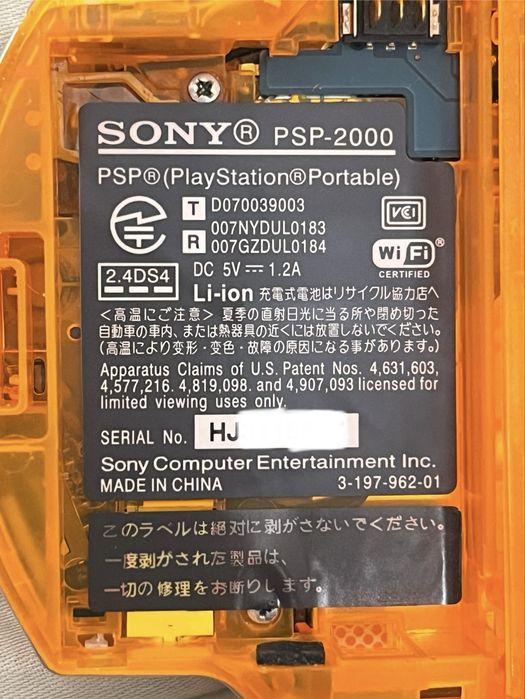 SONY® PSP-2000
PSP®(PlayStation®Portable)
T D070039003
007NYDUL0183
R 007GZDUL0184
VCCI
Wi Fi®
CERTIFIED
2.4DS4
DC 5V⎓1.2A
Li-ion 充電式電池はリサイクル協力店へ
<高温にご注意> 夏季の直射日光に当る所や閉め切った
自動車の車内、または熱器具の近くには放置しないでください。
(高温により変形・変色・故障の原因になる事があります。)
Apparatus Claims of U.S. Patent Nos. 4,631,603,
4,577,216. 4,819,098. and 4,907,093 licensed for
limited viewing uses only.
SERIAL No. HJ
Sony Computer Entertainment Inc.
MADE IN CHINA 3-197-962-01
このラベルは絶対に剥がさないでください。
一度剥がされた製品は、
一切の修理をお断りします。